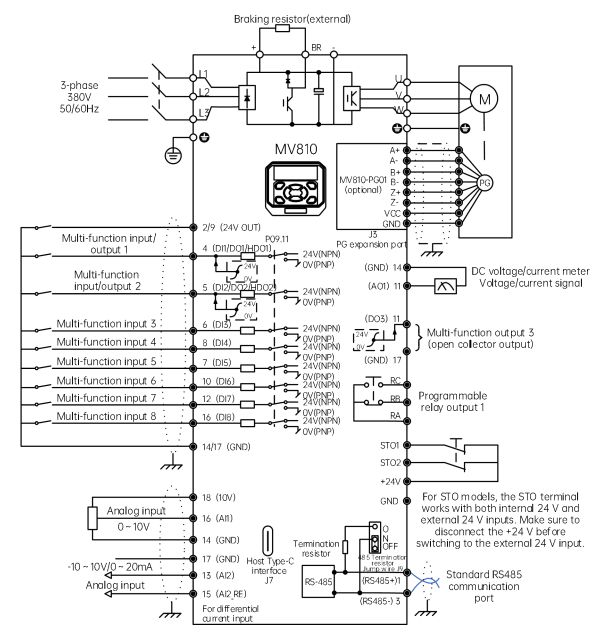 Braking resistor(external)
+
BR
-
3-phase
380V
50/60Hz
L1
L2
L3
U
V
W
M
MV810
MV810-PG01
(optional)
A+
A-
B+
B-
Z+
Z-
VCC
GND
PG
J3
PG expansion port
2/9 (24V OUT)
P09.11
Multi-function input/
output 1
4 (DI1/DO1/HDO1)
24V(NPN)
0V(PNP)
24V
0V
Multi-function
input/output 2
5 (DI2/DO2/HDO2)
24V(NPN)
0V(PNP)
24V
0V
Multi-function input 3
6 (DI3)
24V(NPN)
0V(PNP)
Multi-function input 4
8 (DI4)
24V(NPN)
0V(PNP)
Multi-function input 5
7 (DI5)
24V(NPN)
0V(PNP)
Multi-function input 6
10 (DI6)
24V(NPN)
0V(PNP)
Multi-function input 7
12 (DI7)
24V(NPN)
0V(PNP)
Multi-function input 8
16 (DI8)
24V(NPN)
0V(PNP)
14/17 (GND)
(GND) 14
(AO1) 11
DC voltage/current meter
Voltage/current signal
(DO3) 11
24V
0V
(GND) 17
Multi-function output 3
(open collector output)
RC
RB
RA
Programmable
relay output 1
STO1
STO2
+24V
GND
For STO models, the STO terminal
works with both internal 24 V and
external 24 V inputs. Make sure to
disconnect the +24 V before
switching to the external 24 V input.
18 (10V)
Analog input
0~10V
16 (AI1)
14 (GND)
17 (GND)
-10~10V/0~20mA
13 (AI2)
Analog input
15 (AI2_RE)
For differential
current input
Host Type-C
interface
J7
Termination
resistor
O
N
OFF
485 Termination
resistor
Jump wire J9
RS-485
(RS485+)1
(RS485-) 3
Standard RS485
communication
port